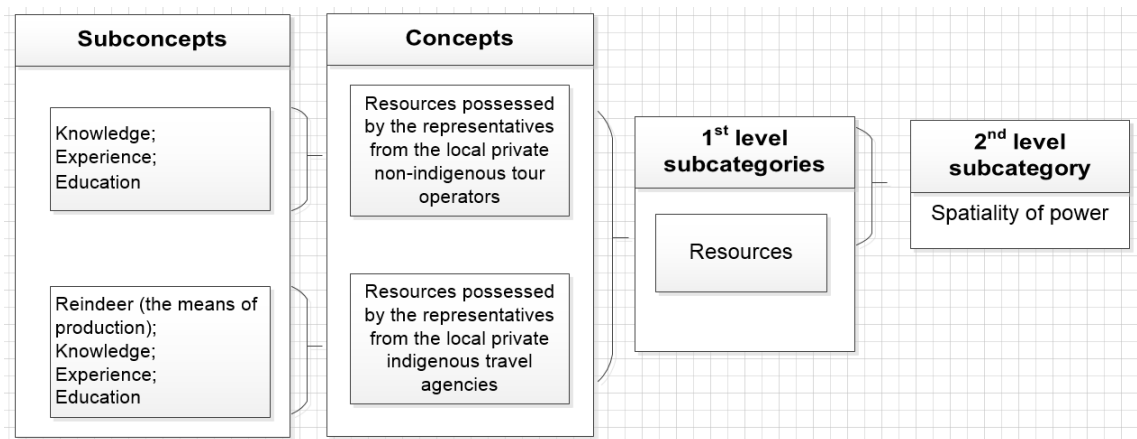 Subconcepts
Knowledge;
Experience;
Education
Reindeer (the means of
production);
Knowledge;
Experience;
Education
Concepts
Resources possessed
by the representatives
from the local private
non-indigenous tour
operators
Resources possessed
by the representatives
from the local private
indigenous travel
agencies
1st level
subcategories
Resources
2nd level
subcategory
Spatiality of power